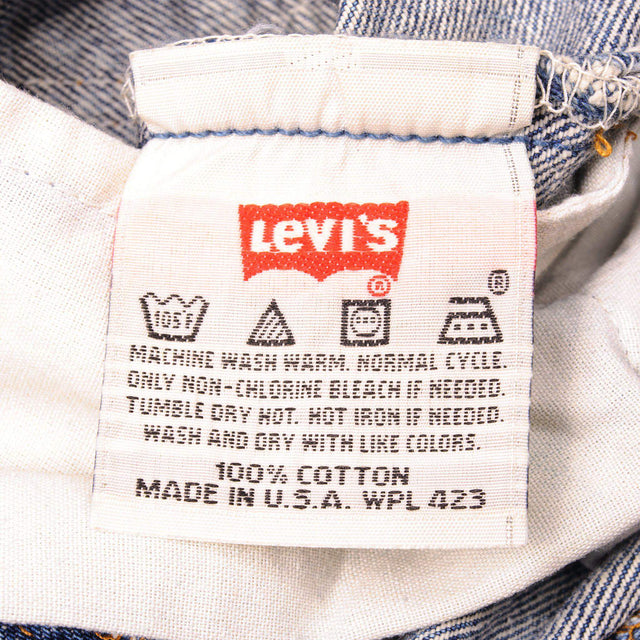 Levi's
®
105F ®
MACHINE WASH WARM. NORMAL CYCLE.
ONLY NON-CHLORINE BLEACH IF NEEDED.
TUMBLE DRY HOT. HOT IRON IF NEEDED.
WASH AND DRY WITH LIKE COLORS.
100% COTTON
MADE IN U.S.A. WPL 423